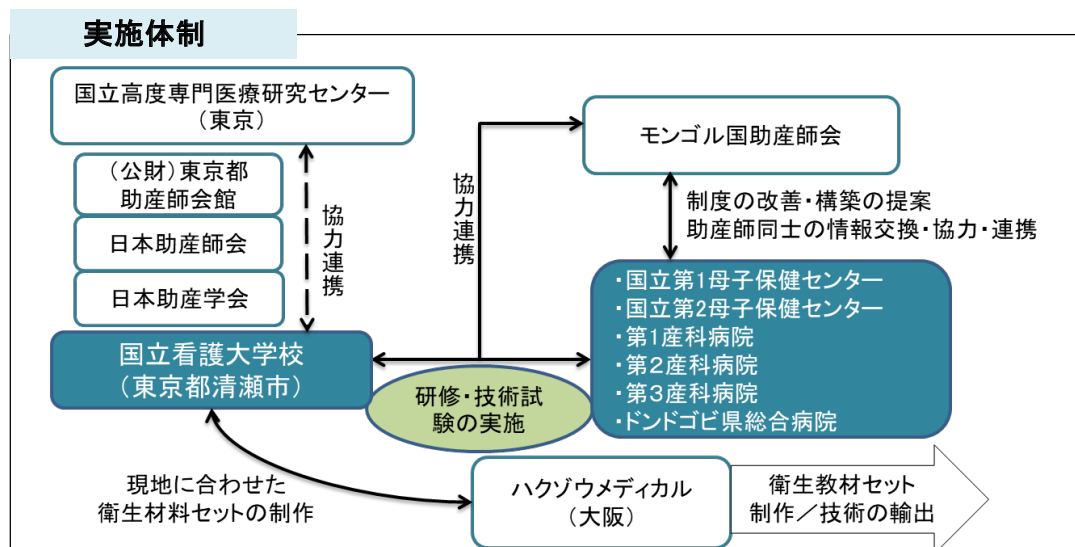 実施体制
国立高度専門医療研究センター
（東京）
（公財）東京都
助産師会館
日本助産師会
日本助産学会
協力連携
国立看護大学校
（東京都清瀬市）
協力連携
モンゴル国助産師会
制度の改善・構築の提案
助産師同士の情報交換・協力・連携
・国立第1母子保健センター
・国立第2母子保健センター
・第1産科病院
・第2産科病院
・第3産科病院
・ドンドゴビ県総合病院
研修・技術試
験の実施
現地に合わせた
衛生材料セットの制作
ハクゾウメディカル
（大阪）
衛生教材セット
制作／技術の輸出